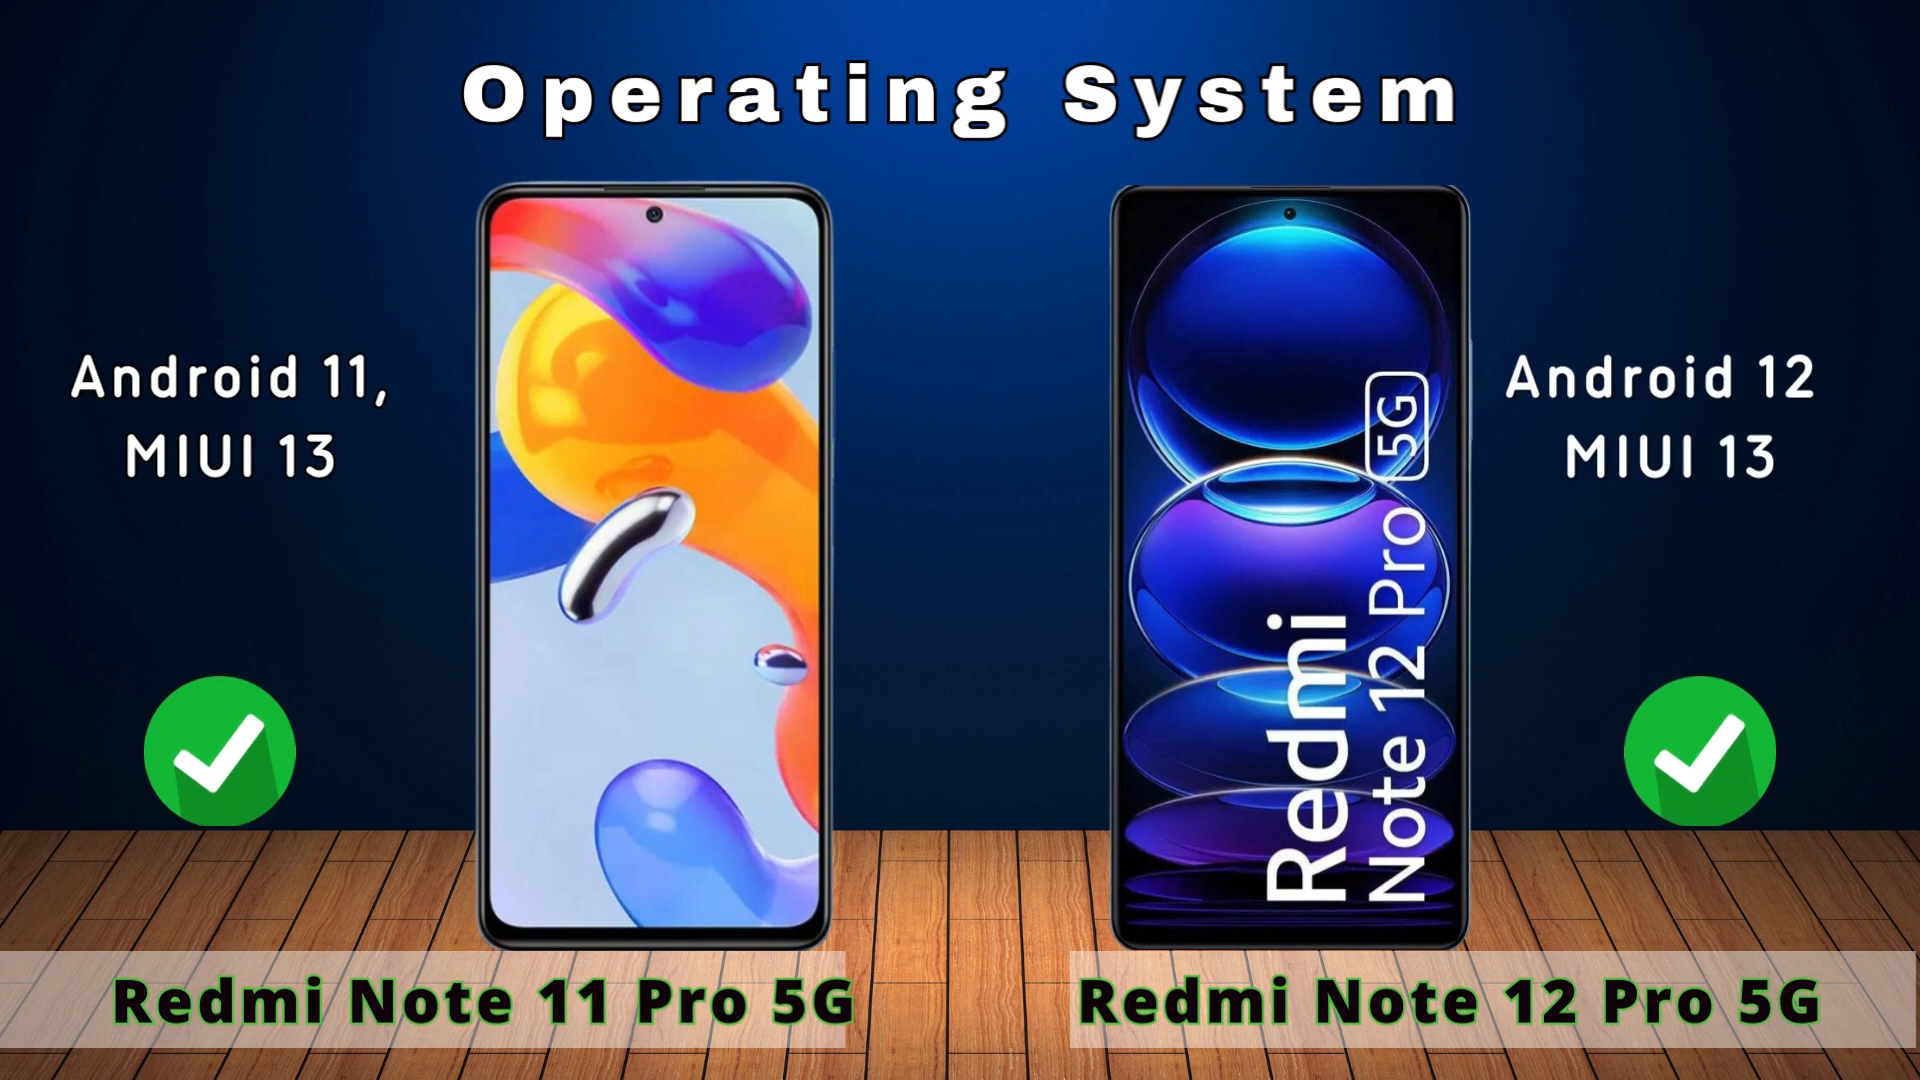 Operating System
Android 11,
MIUI 13
Android 12
MIUI 13
Redmi
Note 12 Pro 5G
Redmi Note 11 Pro 5G
Redmi Note 12 Pro 5G